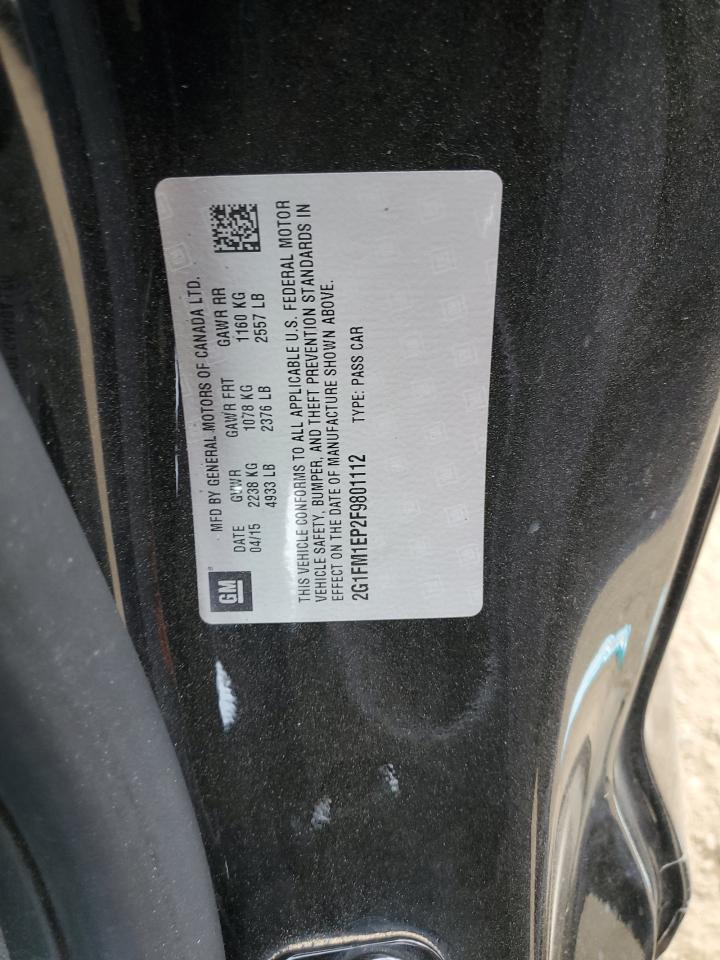 MFD BY GENERAL MOTORS OF CANADA LTD.
DATE GVWR GAWR FRT GAWR RR
04/15 2238 KG 1078 KG 1160 KG
4933 LB 2376 LB 2557 LB
GM
THIS VEHICLE CONFORMS TO ALL APPLICABLE U.S. FEDERAL MOTOR
VEHICLE SAFETY, BUMPER, AND THEFT PREVENTION STANDARDS IN
EFFECT ON THE DATE OF MANUFACTURE SHOWN ABOVE.
2G1FM1EP2F9801112 TYPE: PASS CAR